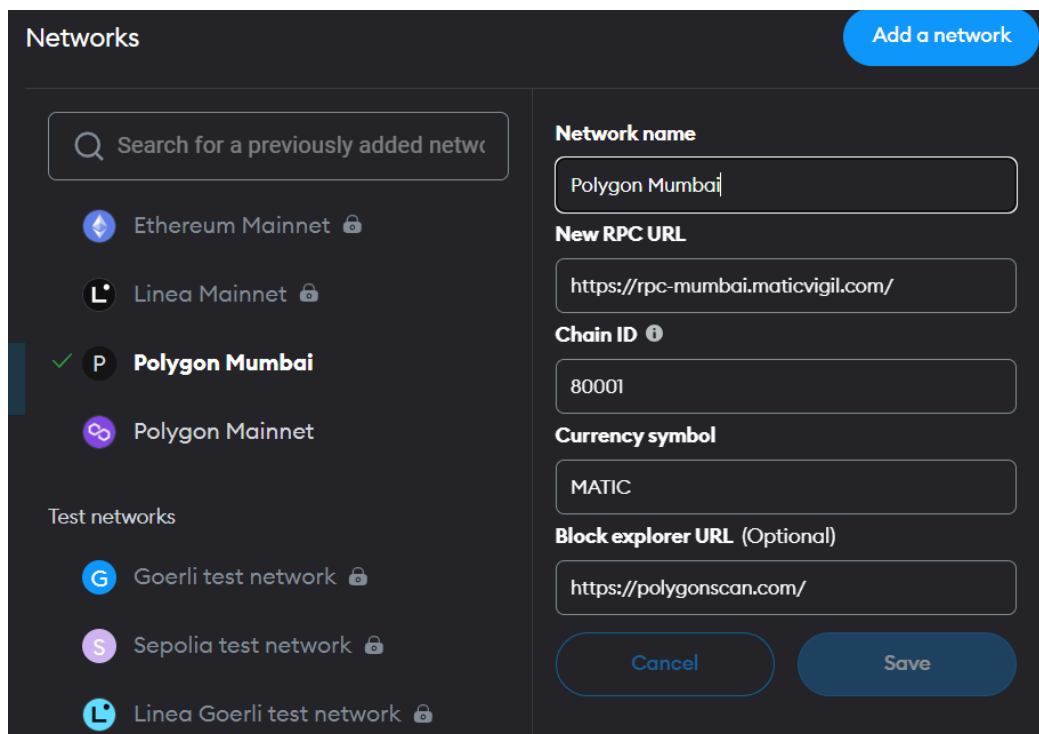 Networks
Add a network
Search for a previously added netwo
Ethereum Mainnet
Linea Mainnet
P Polygon Mumbai
Polygon Mainnet
Test networks
G Goerli test network
S Sepolia test network
Linea Goerli test network
Network name
Polygon Mumbai
New RPC URL
https://rpc-mumbai.maticvigil.com/
Chain ID
80001
Currency symbol
MATIC
Block explorer URL (Optional)
https://polygonscan.com/
Cancel
Save